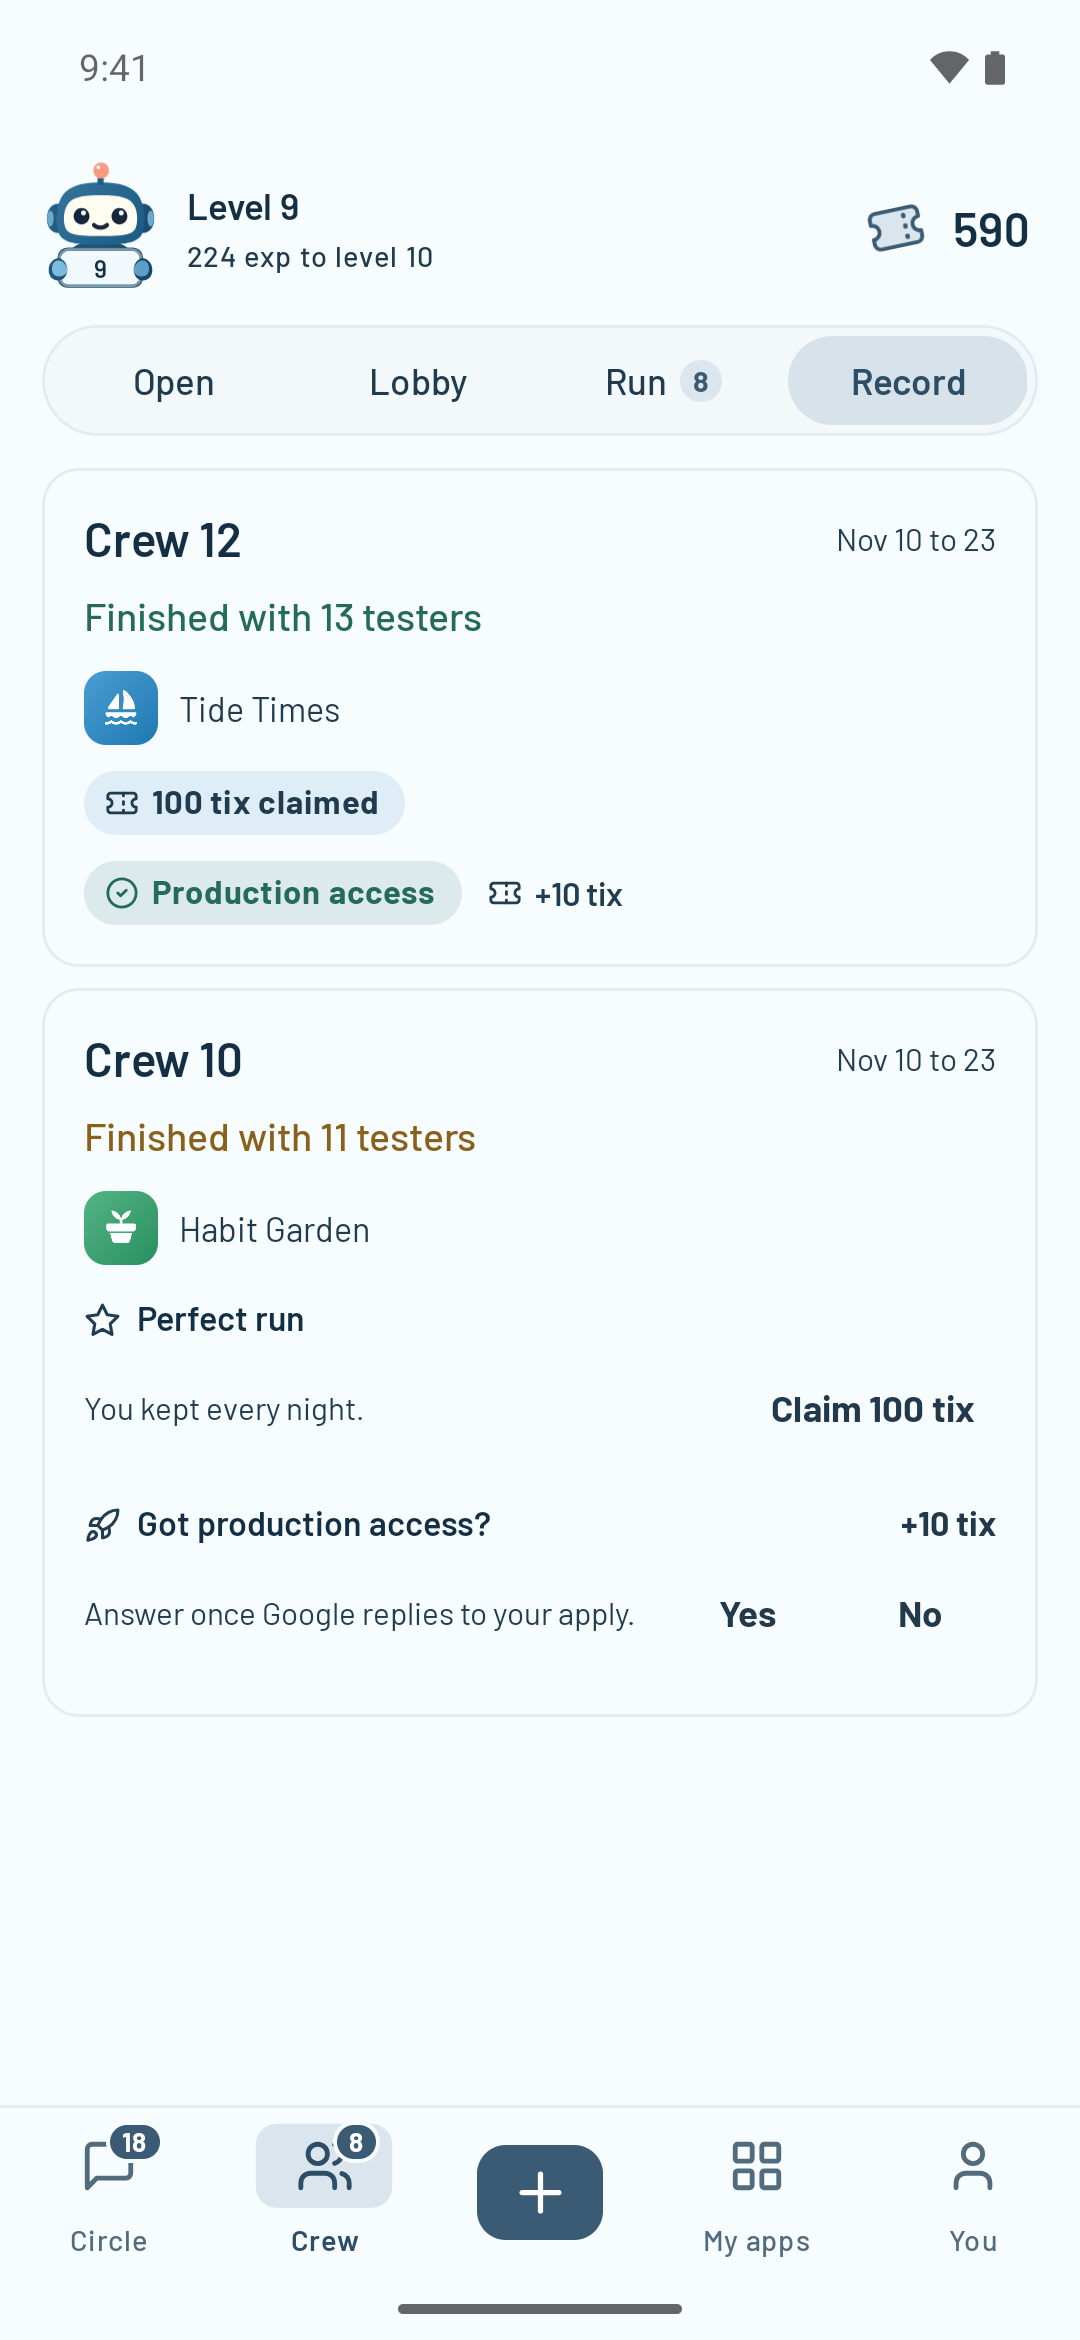 9:41
Level 9
224 exp to level 10
9
590
Open
Lobby
Run 8
Record
Crew 12
Nov 10 to 23
Finished with 13 testers
Tide Times
100 tix claimed
Production access
+10 tix
Crew 10
Nov 10 to 23
Finished with 11 testers
Habit Garden
Perfect run
You kept every night.
Claim 100 tix
Got production access?
+10 tix
Answer once Google replies to your apply.
Yes
No
18
8
Circle
Crew
My apps
You